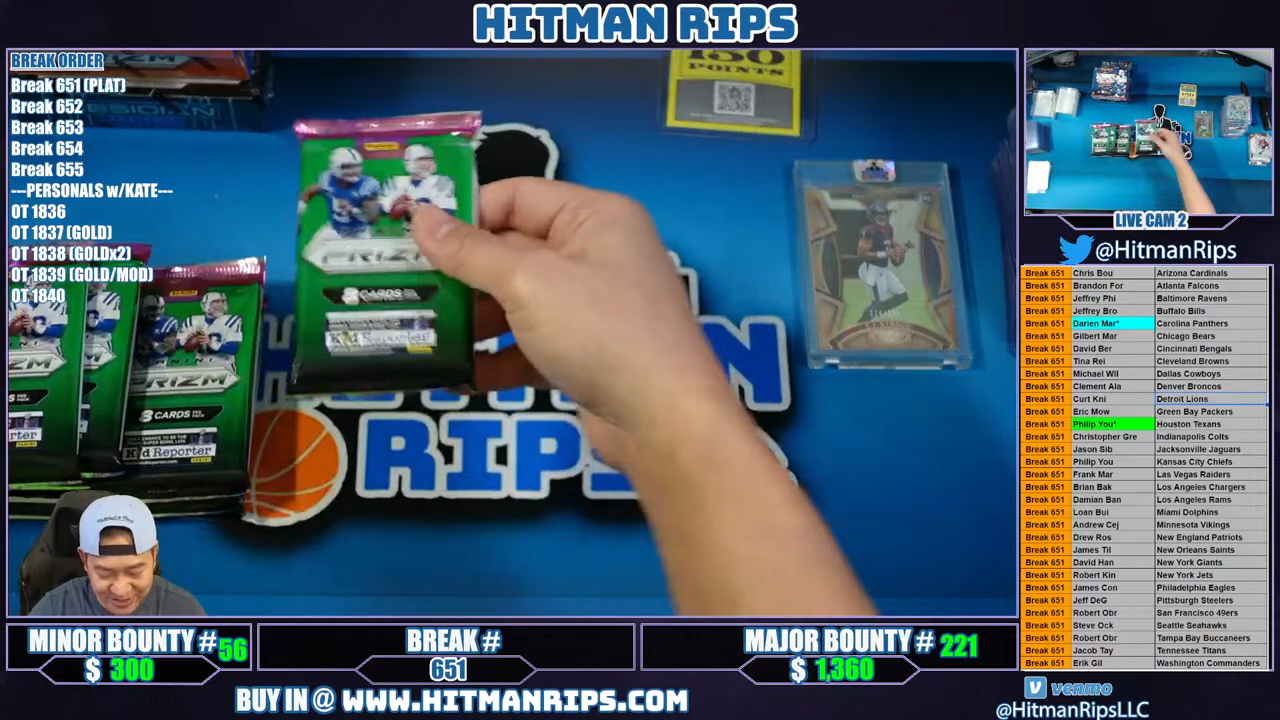 HITMAN RIPS
BREAK ORDER
Break 651 (PLAT)
Break 652
Break 653
Break 654
Break 655
---PERSONALS w/KATE---
OT 1836
OT 1837 (GOLD)
OT 1838 (GOLDx2)
OT 1839 (GOLD/MOD)
OT 1840
150
POINTS
PRIZM
8 CARDS
Kid Reporter
PANINI
PRIZM
8 CARDS PER PACK
Kid Reporter
RIPS
LIVE CAM 2
@HitmanRips
Break 651 Chris Bou Arizona Cardinals
Break 651 Brandon For Atlanta Falcons
Break 651 Jeffrey Phi Baltimore Ravens
Break 651 Jeffrey Bro Buffalo Bills
Break 651 Darien Mar* Carolina Panthers
Break 651 Gilbert Mar Chicago Bears
Break 651 David Ber Cincinnati Bengals
Break 651 Tina Rei Cleveland Browns
Break 651 Michael Wil Dallas Cowboys
Break 651 Clement Ala Denver Broncos
Break 651 Curt Kni Detroit Lions
Break 651 Eric Mow Green Bay Packers
Break 651 Philip You* Houston Texans
Break 651 Christopher Gre Indianapolis Colts
Break 651 Jason Sib Jacksonville Jaguars
Break 651 Philip You Kansas City Chiefs
Break 651 Frank Mar Las Vegas Raiders
Break 651 Brian Bak Los Angeles Chargers
Break 651 Damian Ban Los Angeles Rams
Break 651 Loan Bui Miami Dolphins
Break 651 Andrew Cej Minnesota Vikings
Break 651 Drew Ros New England Patriots
Break 651 James Til New Orleans Saints
Break 651 David Han New York Giants
Break 651 Robert Kin New York Jets
Break 651 James Con Philadelphia Eagles
Break 651 Jeff DeG Pittsburgh Steelers
Break 651 Robert Obr San Francisco 49ers
Break 651 Steve Ock Seattle Seahawks
Break 651 Robert Obr Tampa Bay Buccaneers
Break 651 Jacob Tay Tennessee Titans
Break 651 Erik Gil Washington Commanders
MINOR BOUNTY # 56
$ 300
BREAK #
651
MAJOR BOUNTY # 221
$ 1,360
BUY IN @ WWW.HITMANRIPS.COM
venmo
@HitmanRipsLLC